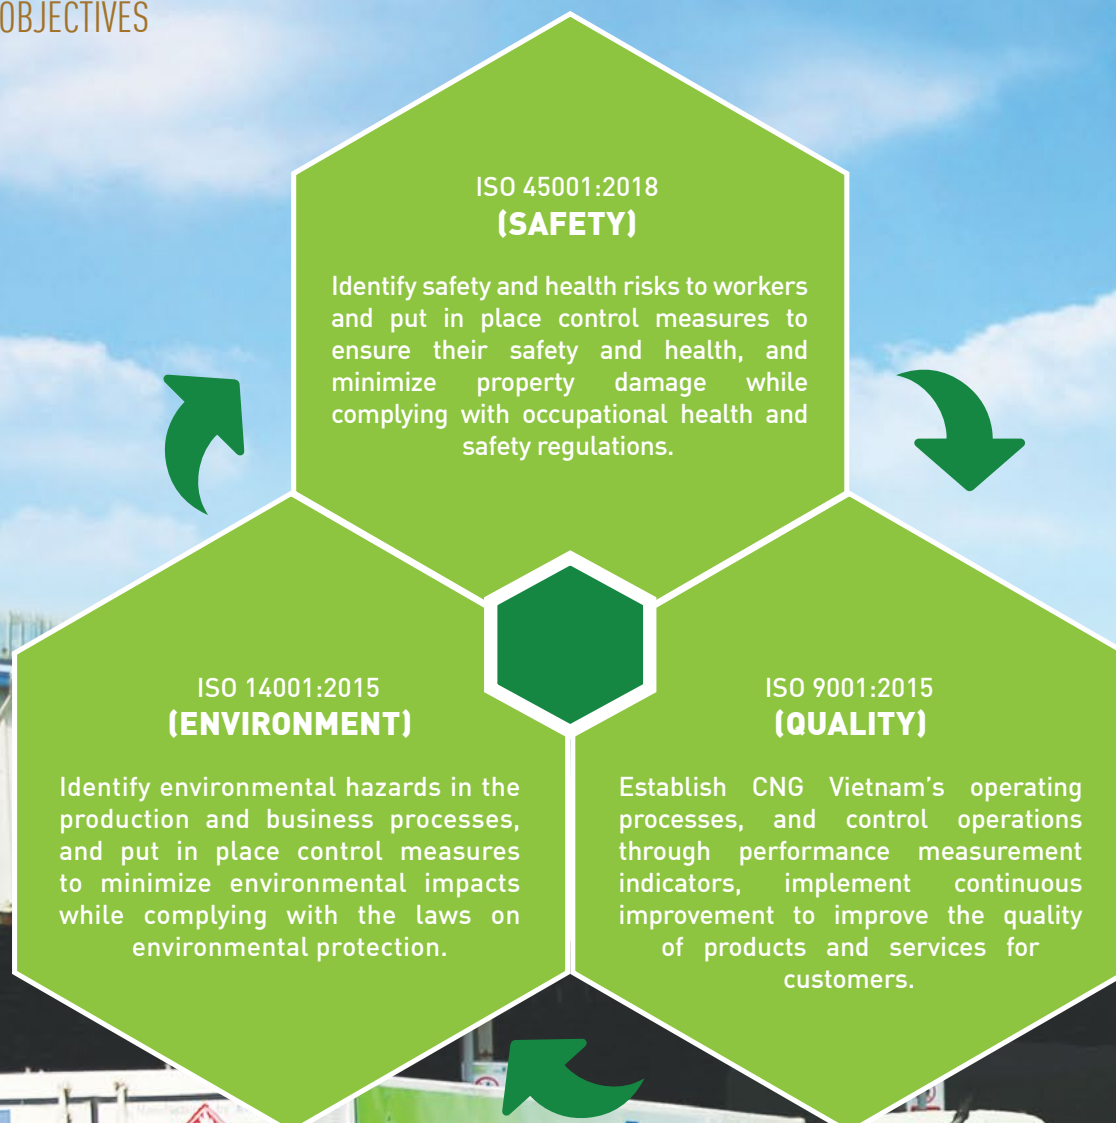 OBJECTIVES
ISO 45001:2018
(SAFETY)
Identify safety and health risks to workers
and put in place control measures to
ensure their safety and health, and
minimize property damage while
complying with occupational health and
safety regulations.
ISO 14001:2015
(ENVIRONMENT)
Identify environmental hazards in the
production and business processes,
and put in place control measures
to minimize environmental impacts
while complying with the laws on
environmental protection.
ISO 9001:2015
(QUALITY)
Establish CNG Vietnam’s operating
processes, and control operations
through performance measurement
indicators, implement continuous
improvement to improve the quality
of products and services for
customers.